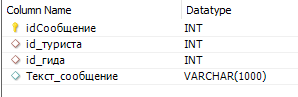 Column Name Datatype
idСообщение INT
id_туриста INT
id_гида INT
Текст_сообщение VARCHAR(1000)